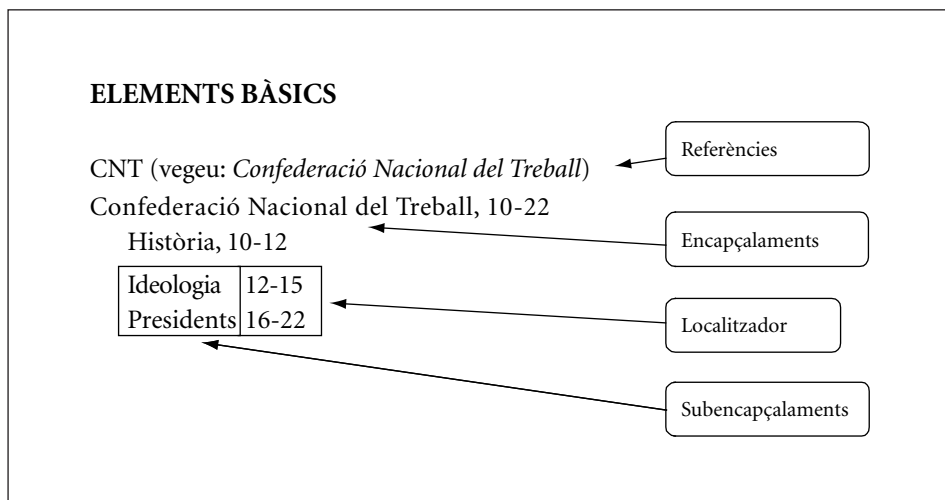 ELEMENTS BÀSICS
Referències
CNT (vegeu: Confederació Nacional del Treball)
Confederació Nacional del Treball, 10-22
Encapçalaments
Història, 10-12
Ideologia 12-15
Presidents 16-22
Localitzador
Subencapçalaments